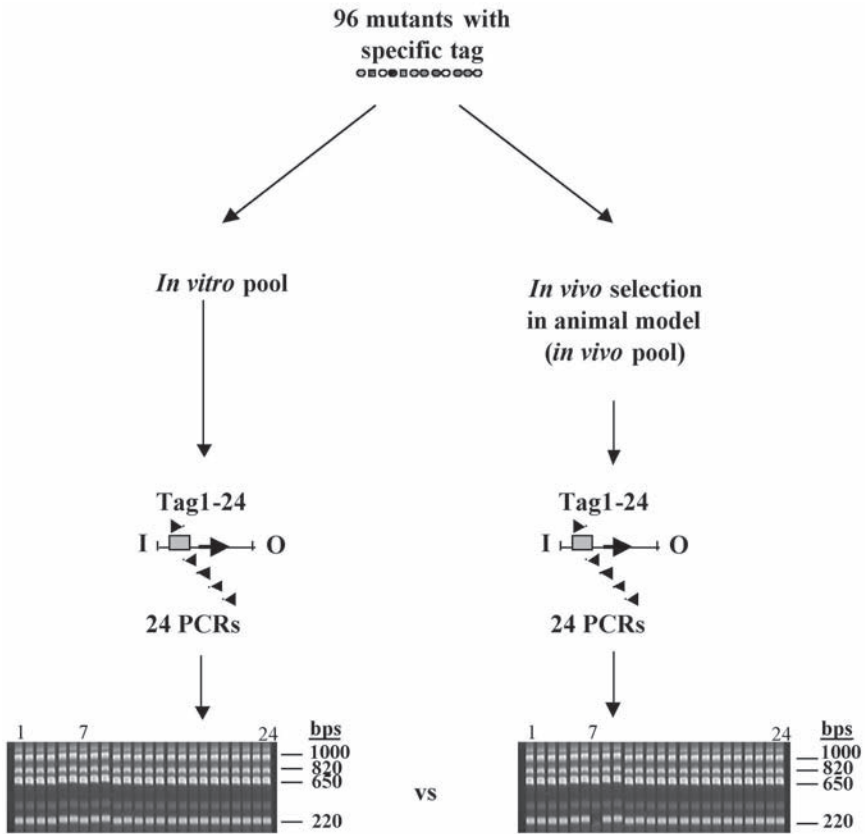 96 mutants with
specific tag
In vitro pool
In vivo selection
in animal model
(in vivo pool)
Tag1-24
I O
24 PCRs
Tag1-24
I O
24 PCRs
1 7 24 bps
1000
820
650
220
vs
1 7 24 bps
1000
820
650
220